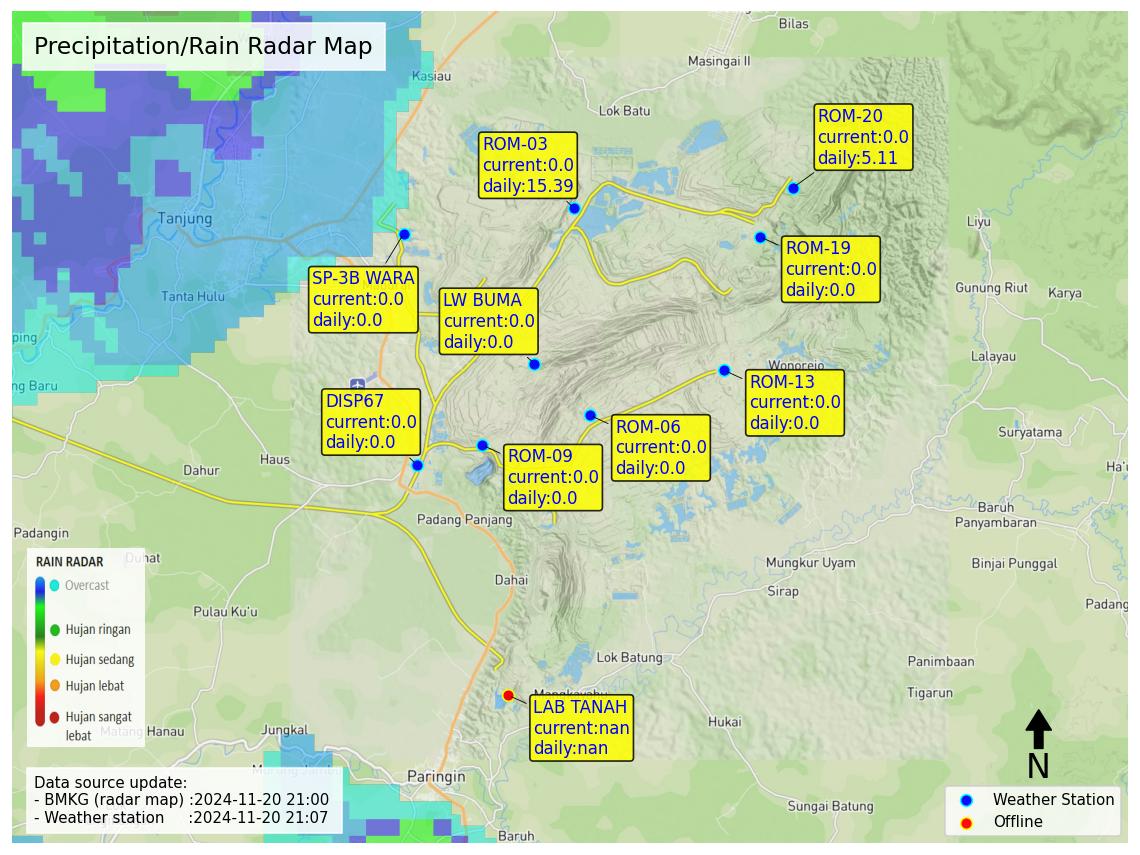 Precipitation/Rain Radar Map
Bilas
Masingai II
Kasiau
Lok Batu
ROM-20
current:0.0
daily:5.11
ROM-03
current:0.0
daily:15.39
Tanjung
Liyu
ROM-19
current:0.0
daily:0.0
SP-3B WARA
current:0.0
daily:0.0
Tanta Hulu
LW BUMA
current:0.0
daily:0.0
Gunung Riut
Karya
ping
Lalayau
Wonorejo
ng Baru
ROM-13
current:0.0
daily:0.0
DISP67
current:0.0
daily:0.0
ROM-06
current:0.0
daily:0.0
Suryatama
ROM-09
current:0.0
daily:0.0
Haus
Dahur
Ha'u
Padang Panjang
Baruh
Panyambaran
Padangin
Duhat
Mungkur Uyam
Binjai Punggal
Dahai
Sirap
Padang
Pulau Ku'u
RAIN RADAR
Overcast
Hujan ringan
Hujan sedang
Hujan lebat
Hujan sangat
lebat
Lok Batung
Panimbaan
Tigarun
LAB TANAH
current:nan
daily:nan
Hukai
Matang Hanau
Jungkal
Paringin
N
Data source update:
- BMKG (radar map) :2024-11-20 21:00
- Weather station :2024-11-20 21:07
Sungai Batung
Baruh
Weather Station
Offline